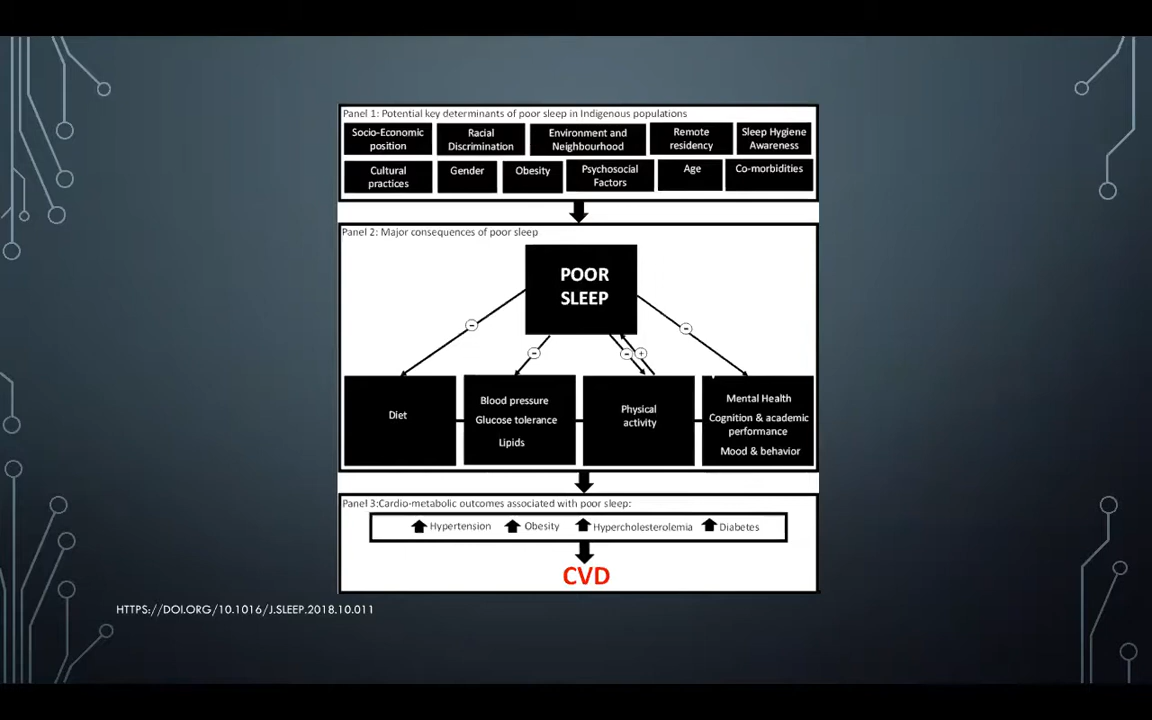 Panel 1: Potential key determinants of poor sleep in Indigenous populations
Socio-Economic
position
Racial
Discrimination
Environment and
Neighbourhood
Remote
residency
Sleep Hygiene
Awareness
Cultural
practices
Gender
Obesity
Psychosocial
Factors
Age
Co-morbidities
Panel 2: Major consequences of poor sleep
POOR
SLEEP
-
-
-
+
-
Diet
Blood pressure
Glucose tolerance
Lipids
Physical
activity
Mental Health
Cognition & academic
performance
Mood & behavior
Panel 3:Cardio-metabolic outcomes associated with poor sleep:
Hypertension
Obesity
Hypercholesterolemia
Diabetes
CVD
HTTPS://DOI.ORG/10.1016/J.SLEEP.2018.10.011